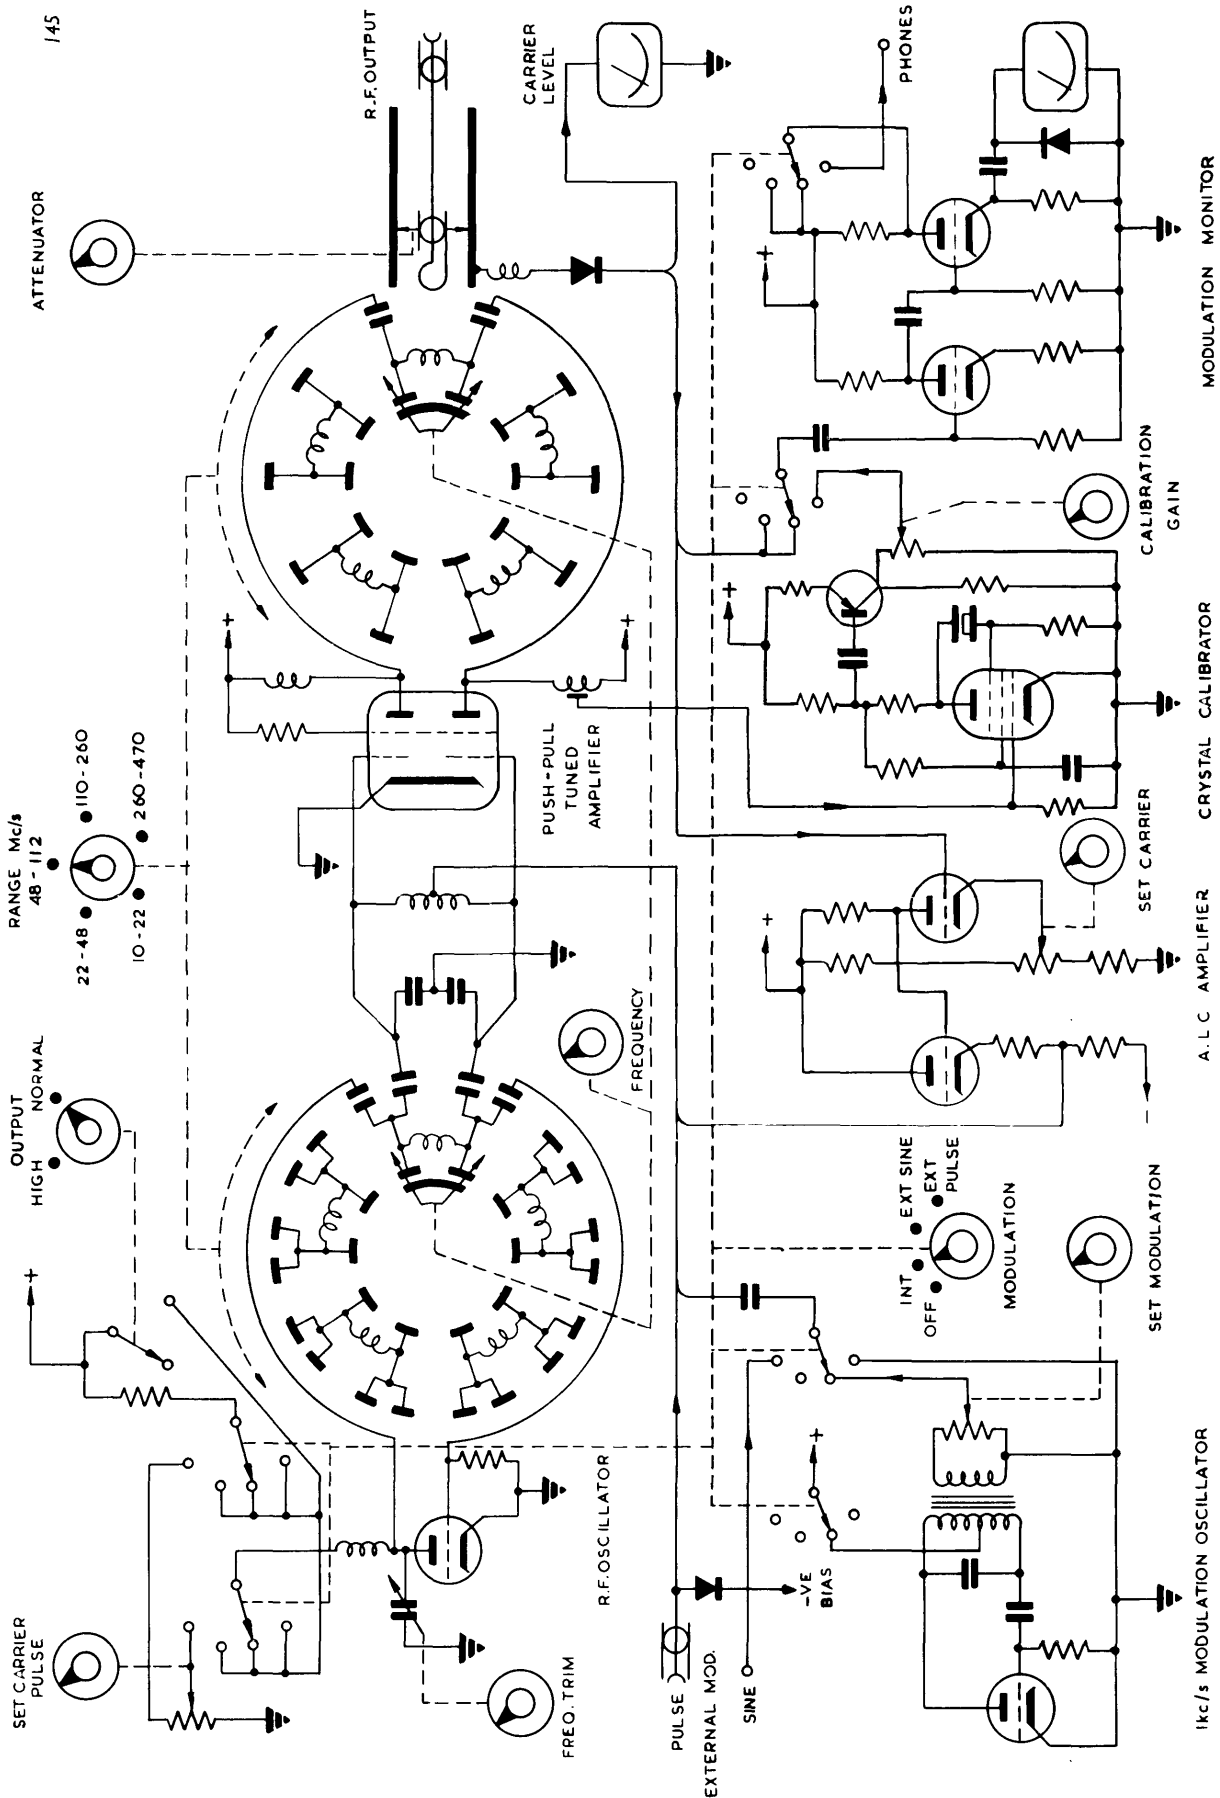 145
SET CARRIER
PULSE
OUTPUT
HIGH NORMAL
RANGE Mc/s
48 - 112
22-48
110-260
10-22
260-470
ATTENUATOR
+
+
+
R.F. OUTPUT
FREQ. TRIM
R.F. OSCILLATOR
FREQUENCY
PUSH-PULL
TUNED
AMPLIFIER
CARRIER
LEVEL
PULSE
EXTERNAL MOD.
SINE
-VE
BIAS
+
INT
EXT SINE
OFF
EXT
PULSE
MODULATION
SET MODULATION
+
SET CARRIER
+
CALIBRATION
GAIN
+
PHONES
1kc/s MODULATION OSCILLATOR
A.L C AMPLIFIER
CRYSTAL CALIBRATOR
MODULATION MONITOR